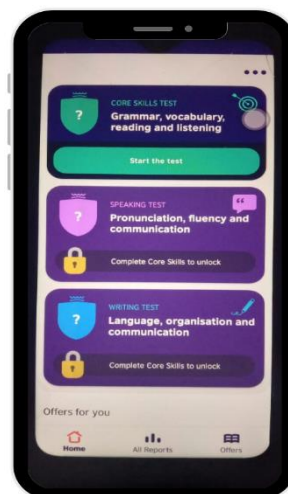 CORE SKILLS TEST
Grammar, vocabulary,
reading and listening
?
Start the test
SPEAKING TEST
Pronunciation, fluency and
communication
?
Complete Core Skills to unlock
WRITING TEST
Language, organisation and
communication
?
Complete Core Skills to unlock
Offers for you
Home
All Reports
Offers